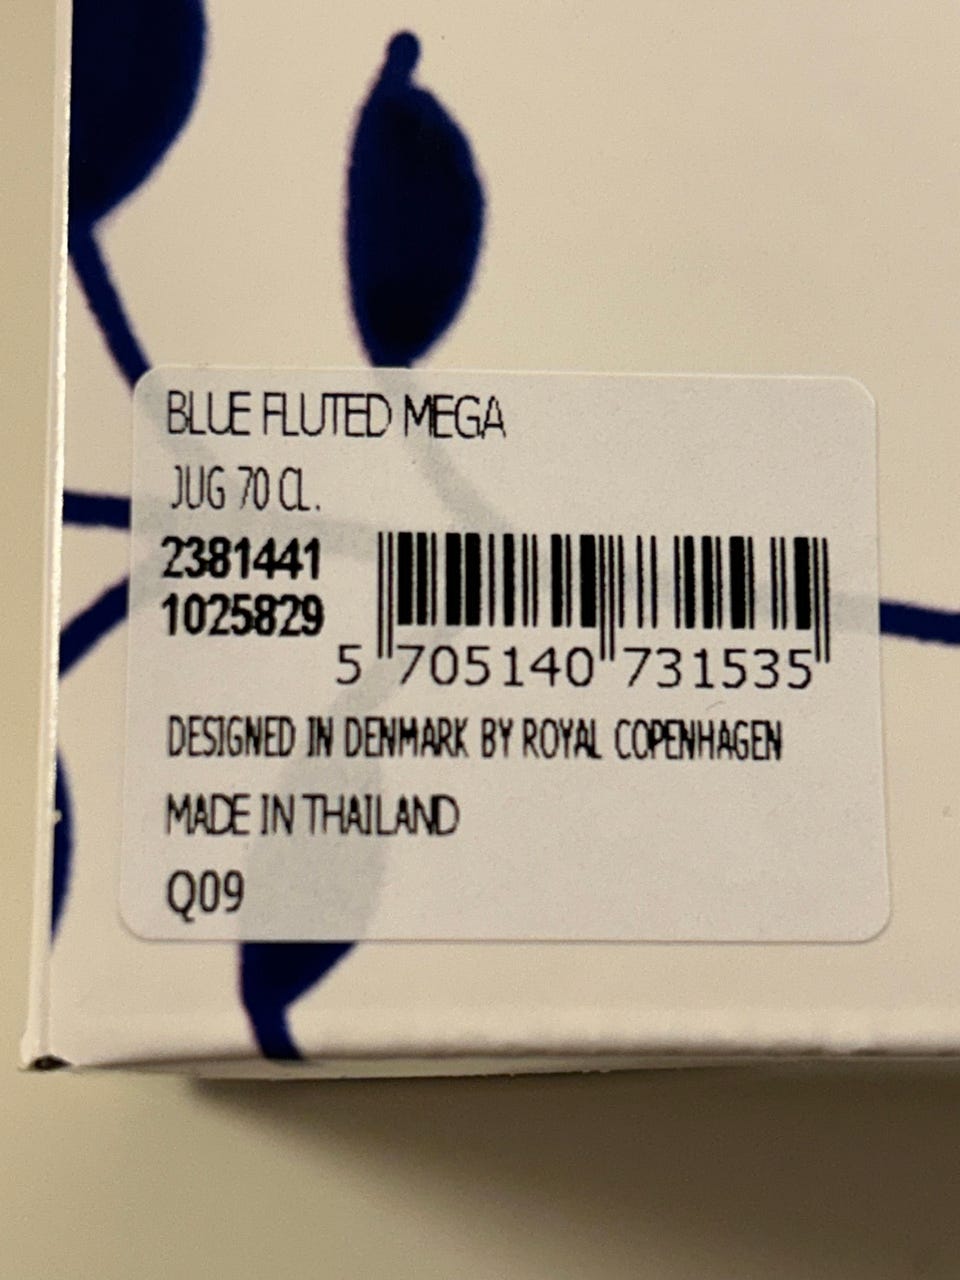 BLUE FLUTED MEGA
JUG 70 CL.
2381441
1025829
5 705140 731535
DESIGNED IN DENMARK BY ROYAL COPENHAGEN
MADE IN THAILAND
Q09